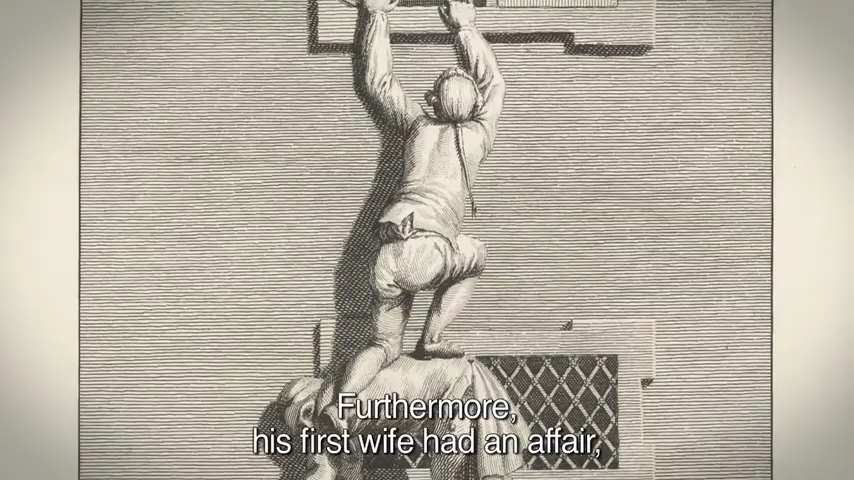 Furthermore,
his first wife had an affair,